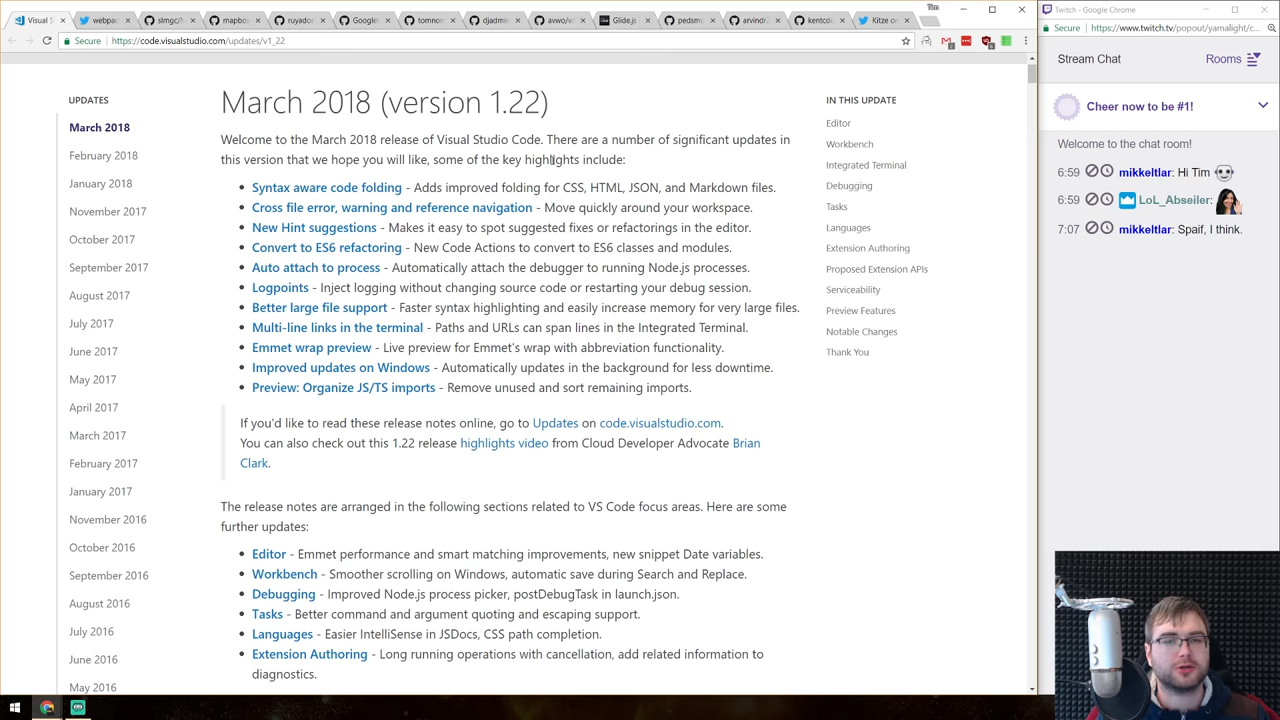 Visual S
webpac
slmgc/
mapbo
ruyador
Google
tomnom
djadmin
avwo/w
Glide.js
pedsmo
arvindr
kentcdo
Kitze on
Tim
Secure
https://code.visualstudio.com/updates/v1_22
UPDATES
March 2018
February 2018
January 2018
November 2017
October 2017
September 2017
August 2017
July 2017
June 2017
May 2017
April 2017
March 2017
February 2017
January 2017
November 2016
October 2016
September 2016
August 2016
July 2016
June 2016
May 2016
March 2018 (version 1.22)
Welcome to the March 2018 release of Visual Studio Code. There are a number of significant updates in
this version that we hope you will like, some of the key highlights include:
• Syntax aware code folding - Adds improved folding for CSS, HTML, JSON, and Markdown files.
• Cross file error, warning and reference navigation - Move quickly around your workspace.
• New Hint suggestions - Makes it easy to spot suggested fixes or refactorings in the editor.
• Convert to ES6 refactoring - New Code Actions to convert to ES6 classes and modules.
• Auto attach to process - Automatically attach the debugger to running Node.js processes.
• Logpoints - Inject logging without changing source code or restarting your debug session.
• Better large file support - Faster syntax highlighting and easily increase memory for very large files.
• Multi-line links in the terminal - Paths and URLs can span lines in the Integrated Terminal.
• Emmet wrap preview - Live preview for Emmet's wrap with abbreviation functionality.
• Improved updates on Windows - Automatically updates in the background for less downtime.
• Preview: Organize JS/TS imports - Remove unused and sort remaining imports.
If you'd like to read these release notes online, go to Updates on code.visualstudio.com.
You can also check out this 1.22 release highlights video from Cloud Developer Advocate Brian
Clark.
The release notes are arranged in the following sections related to VS Code focus areas. Here are some
further updates:
• Editor - Emmet performance and smart matching improvements, new snippet Date variables.
• Workbench - Smoother scrolling on Windows, automatic save during Search and Replace.
• Debugging - Improved Node.js process picker, postDebugTask in launch.json.
• Tasks - Better command and argument quoting and escaping support.
• Languages - Easier IntelliSense in JSDocs, CSS path completion.
• Extension Authoring - Long running operations with cancellation, add related information to
diagnostics.
IN THIS UPDATE
Editor
Workbench
Integrated Terminal
Debugging
Tasks
Languages
Extension Authoring
Proposed Extension APIs
Serviceability
Preview Features
Notable Changes
Thank You
Twitch - Google Chrome
Secure
https://www.twitch.tv/popout/yamalight/c...
Stream Chat
Rooms
Cheer now to be #1!
Welcome to the chat room!
6:59 mikkeltlar: Hi Tim
6:59 LoL_Abseiler:
7:07 mikkeltlar: Spaif, I think.